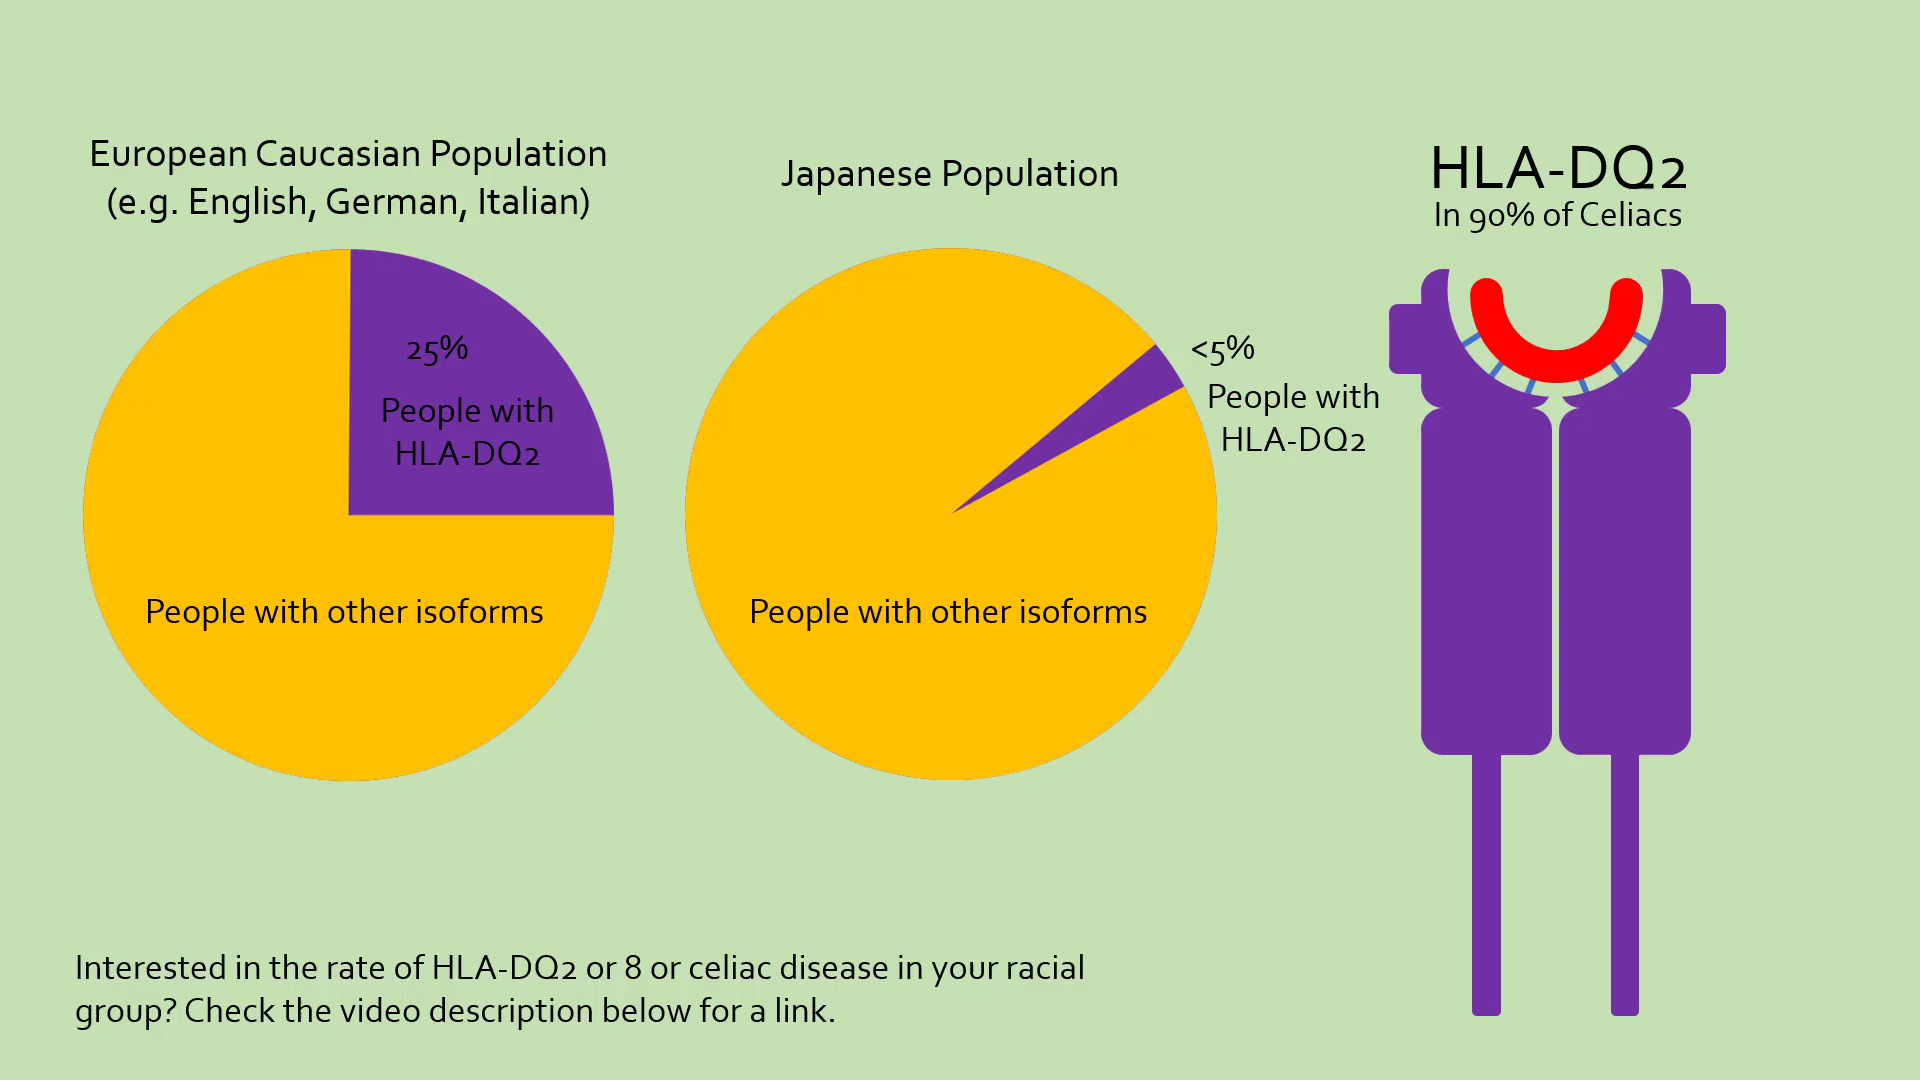 European Caucasian Population
(e.g. English, German, Italian)
25%
People with
HLA-DQ2
People with other isoforms
Japanese Population
<5%
People with
HLA-DQ2
People with other isoforms
HLA-DQ2
In 90% of Celiacs
Interested in the rate of HLA-DQ2 or 8 or celiac disease in your racial
group? Check the video description below for a link.